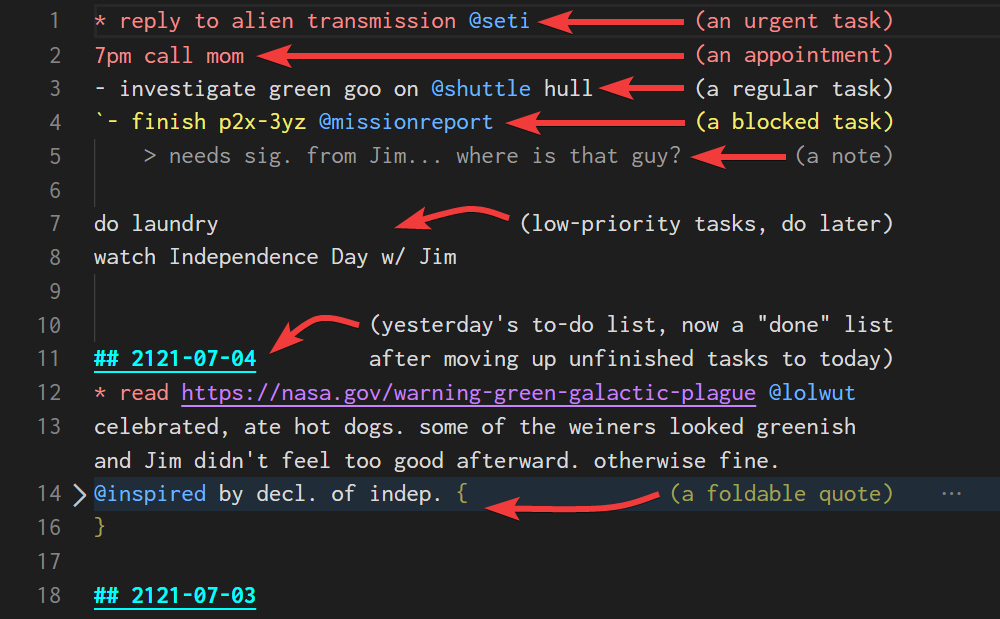 1 * reply to alien transmission @seti (an urgent task)
2 7pm call mom (an appointment)
3 - investigate green goo on @shuttle hull (a regular task)
4 `- finish p2x-3yz @missionreport (a blocked task)
5 > needs sig. from Jim... where is that guy? (a note)
6
7 do laundry (low-priority tasks, do later)
8 watch Independence Day w/ Jim
9
10 (yesterday's to-do list, now a "done" list
11 ## 2121-07-04 after moving up unfinished tasks to today)
12 * read https://nasa.gov/warning-green-galactic-plague @lolwut
13 celebrated, ate hot dogs. some of the weiners looked greenish
and Jim didn't feel too good afterward. otherwise fine.
14 > @inspired by decl. of indep. { (a foldable quote) ...
16 }
17
18 ## 2121-07-03